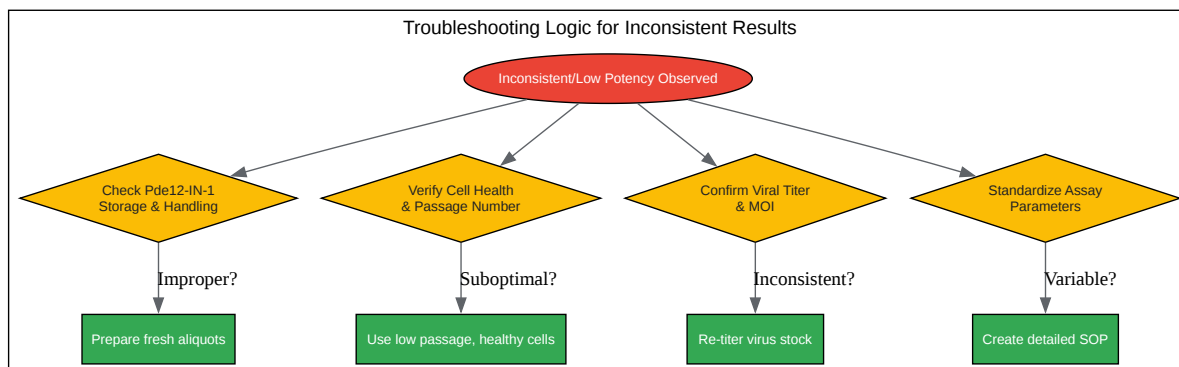 Troubleshooting Logic for Inconsistent Results
Inconsistent/Low Potency Observed
Check Pde12-IN-1
Storage & Handling
Verify Cell Health
& Passage Number
Confirm Viral Titer
& MOI
Standardize Assay
Parameters
Improper?
Suboptimal?
Inconsistent?
Variable?
Prepare fresh aliquots
Use low passage, healthy cells
Re-titer virus stock
Create detailed SOP